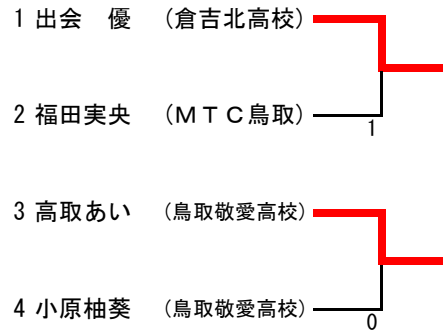 1 出会　優　（倉吉北高校）
2 福田実央　（ＭＴＣ鳥取）
1
3 高取あい　（鳥取敬愛高校）
4 小原柚葵　（鳥取敬愛高校）
0